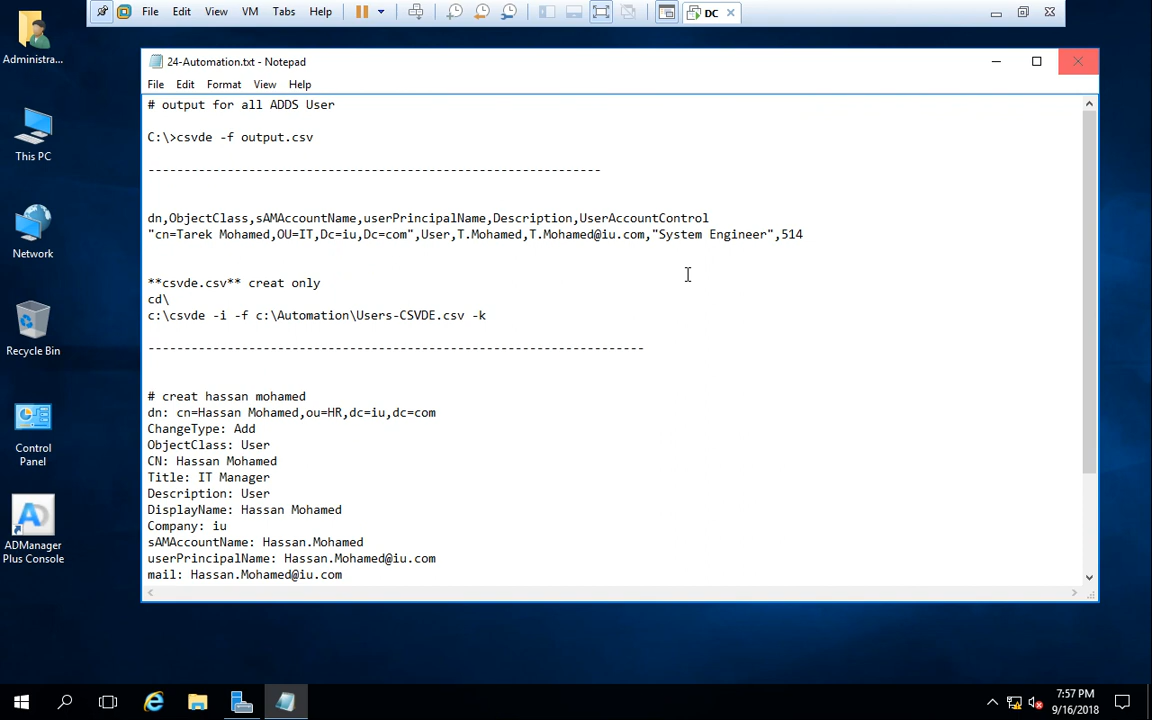 File Edit View VM Tabs Help DC
Administra...
This PC
Network
Recycle Bin
Control
Panel
ADManager
Plus Console
24-Automation.txt - Notepad
File Edit Format View Help
# output for all ADDS User
C:\>csvde -f output.csv
---------------------------------------------------------------
dn,ObjectClass,sAMAccountName,userPrincipalName,Description,UserAccountControl
"cn=Tarek Mohamed,OU=IT,Dc=iu,Dc=com",User,T.Mohamed,T.Mohamed@iu.com,"System Engineer",514
**csvde.csv** creat only
cd\
c:\csvde -i -f c:\Automation\Users-CSVDE.csv -k
---------------------------------------------------------------------
# creat hassan mohamed
dn: cn=Hassan Mohamed,ou=HR,dc=iu,dc=com
ChangeType: Add
ObjectClass: User
CN: Hassan Mohamed
Title: IT Manager
Description: User
DisplayName: Hassan Mohamed
Company: iu
sAMAccountName: Hassan.Mohamed
userPrincipalName: Hassan.Mohamed@iu.com
mail: Hassan.Mohamed@iu.com
7:57 PM
9/16/2018